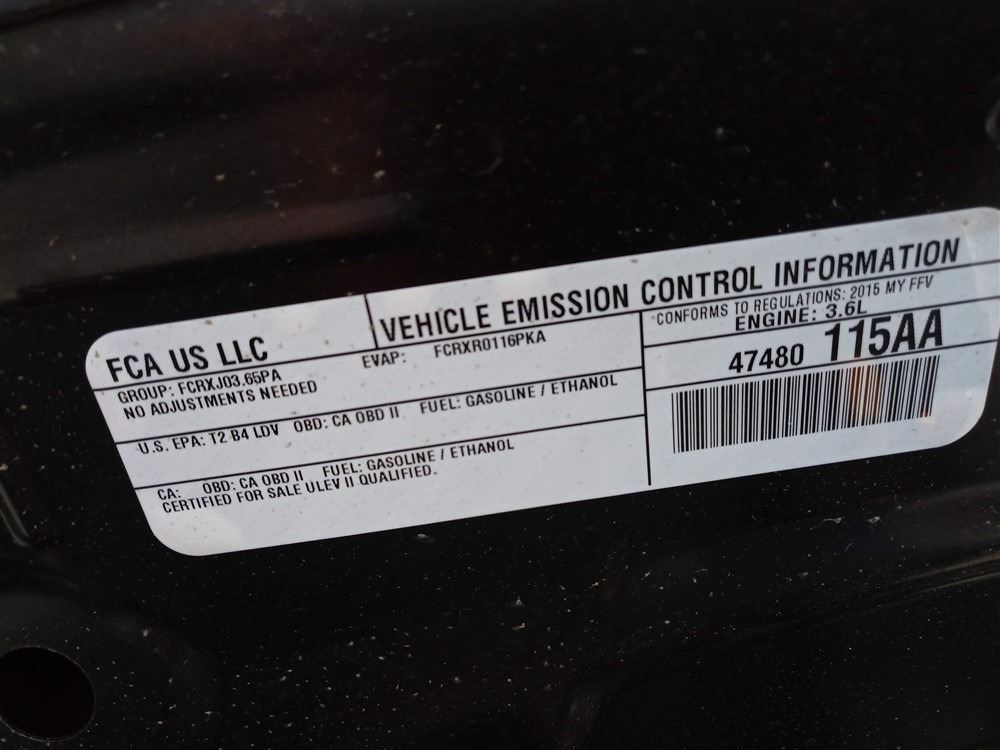 FCA US LLC
VEHICLE EMISSION CONTROL INFORMATION
GROUP: FCRXJ03.65PA
EVAP: FCRXR0116PKA
NO ADJUSTMENTS NEEDED
CONFORMS TO REGULATIONS: 2015 MY FFV
ENGINE: 3.6L
U.S. EPA: T2 B4 LDV OBD: CA OBD II FUEL: GASOLINE / ETHANOL
47480 115AA
CA: OBD: CA OBD II FUEL: GASOLINE / ETHANOL
CERTIFIED FOR SALE ULEV II QUALIFIED.